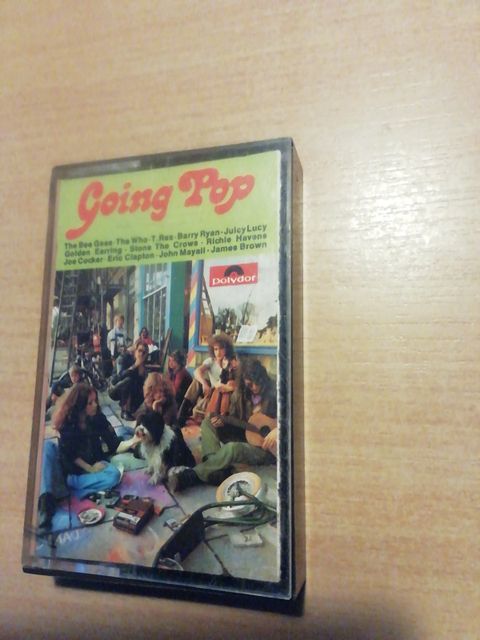 Going Pop
The Bee Gees · The Who · T. Rex · Barry Ryan · Juicy Lucy
Golden Earring · Stone The Crows · Richie Havens
Joe Cocker · Eric Clapton · John Mayall · James Brown
polydor